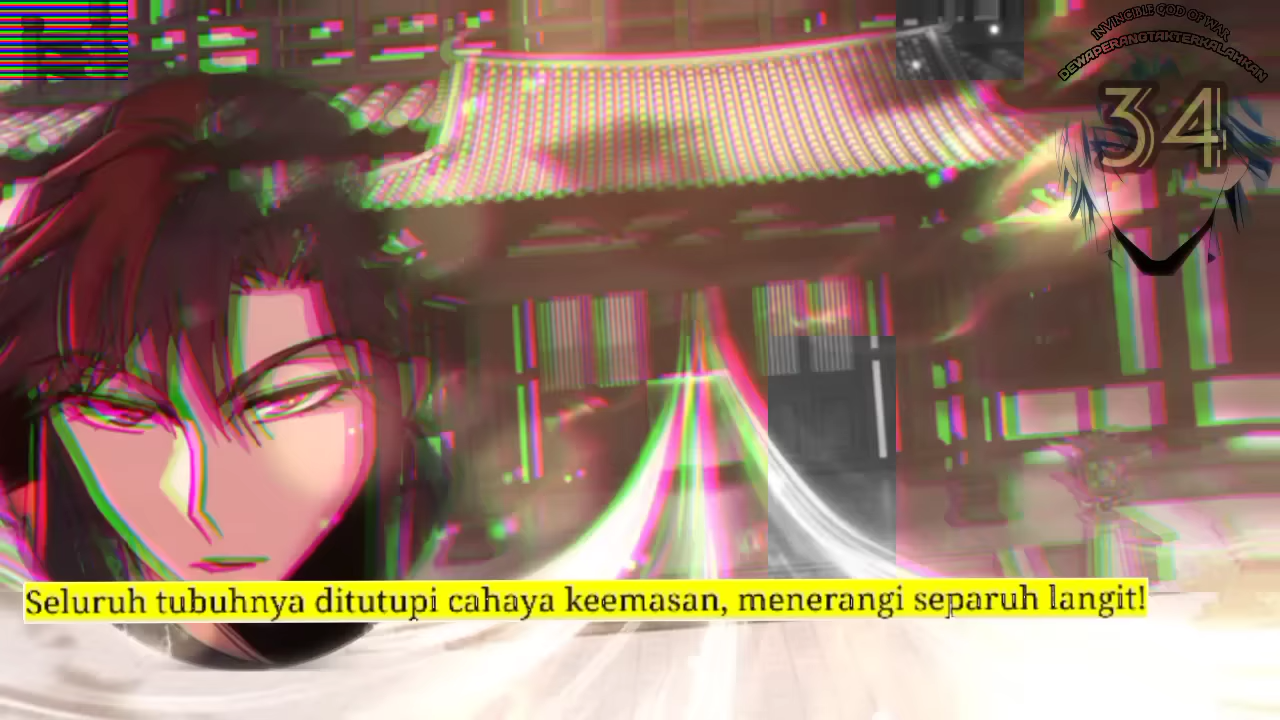 INVINCIBLE GOD OF WAR
DEWAPERANGTAKTERKALAHKAN
34
Seluruh tubuhnya ditutupi cahaya keemasan, menerangi separuh langit!